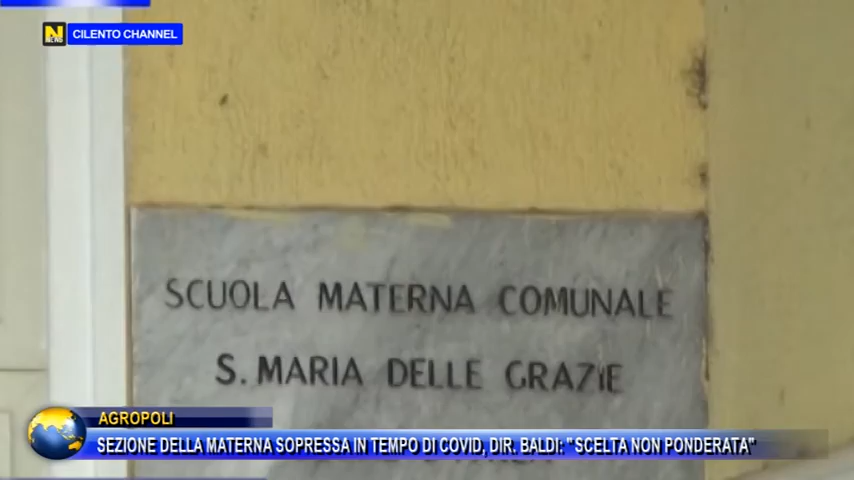 CILENTO CHANNEL
SCUOLA MATERNA COMUNALE
S. MARIA DELLE GRAZIE
AGROPOLI
SEZIONE DELLA MATERNA SOPRESSA IN TEMPO DI COVID, DIR. BALDI: "SCELTA NON PONDERATA"